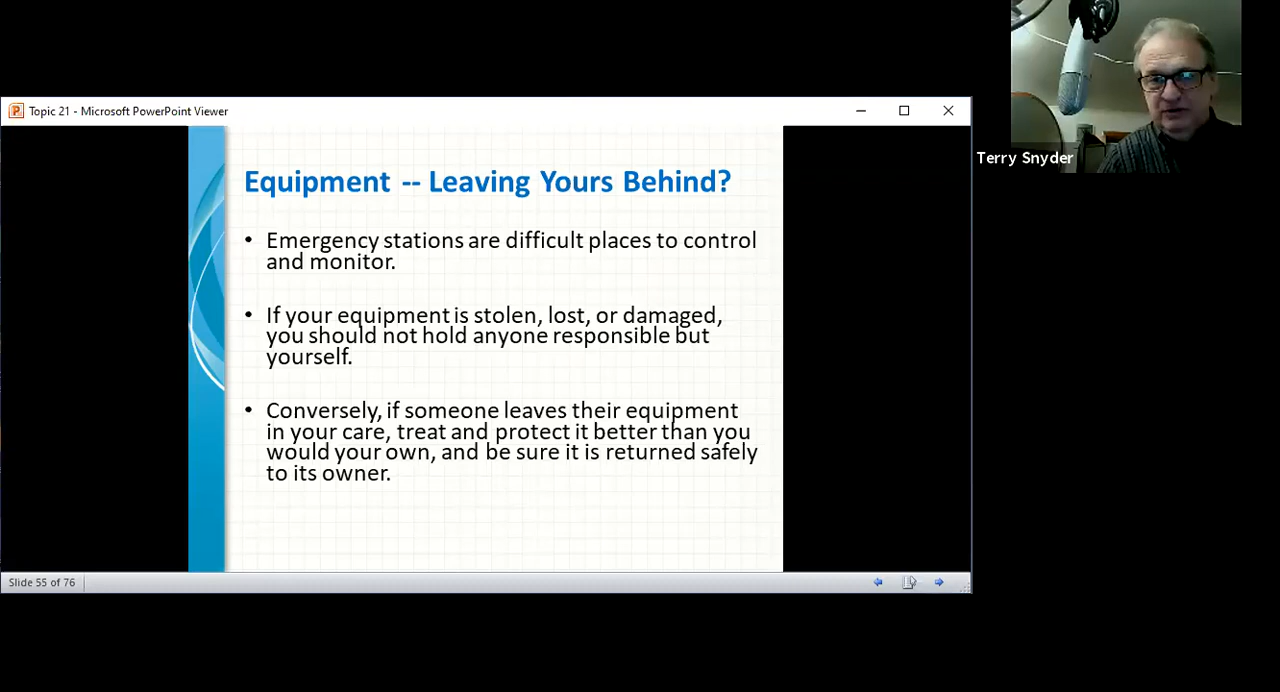 Topic 21 - Microsoft PowerPoint Viewer
Terry Snyder
Equipment -- Leaving Yours Behind?
• Emergency stations are difficult places to control
and monitor.
• If your equipment is stolen, lost, or damaged,
you should not hold anyone responsible but
yourself.
• Conversely, if someone leaves their equipment
in your care, treat and protect it better than you
would your own, and be sure it is returned safely
to its owner.
Slide 55 of 76